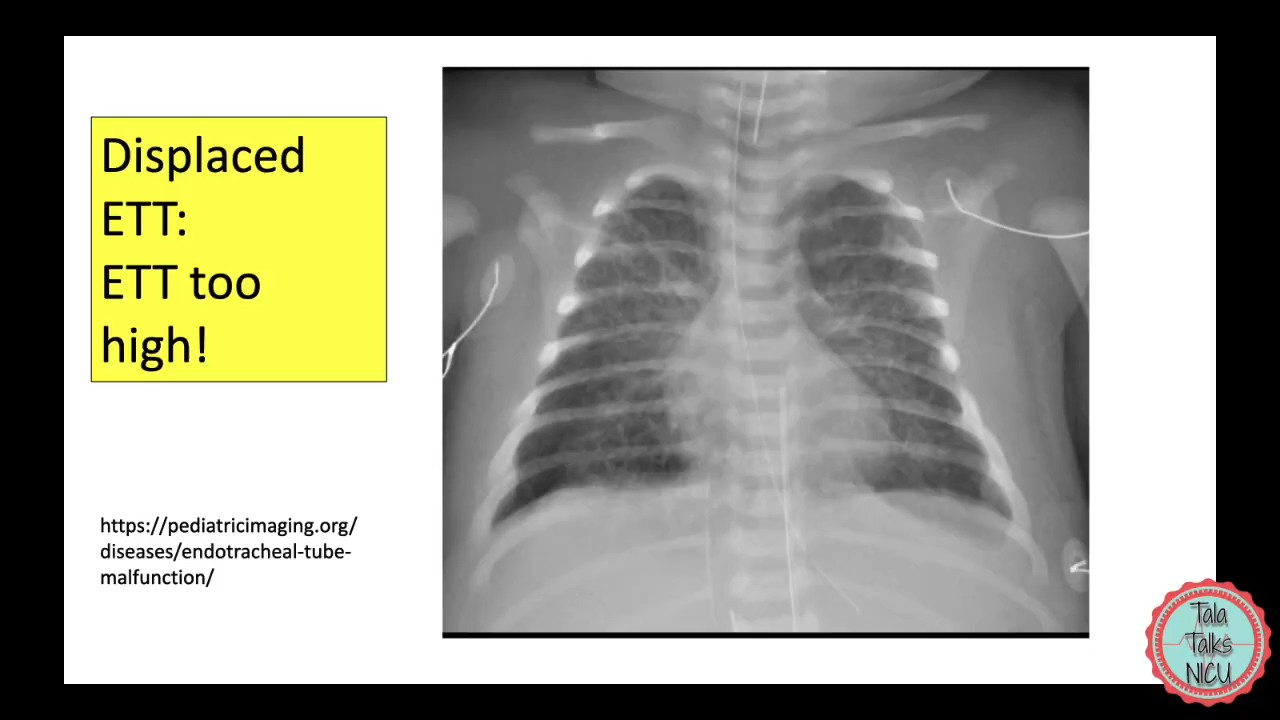 Displaced
ETT:
ETT too
high!
https://pediatricimaging.org/
diseases/endotracheal-tube-
malfunction/
Tala
Talks
NICU